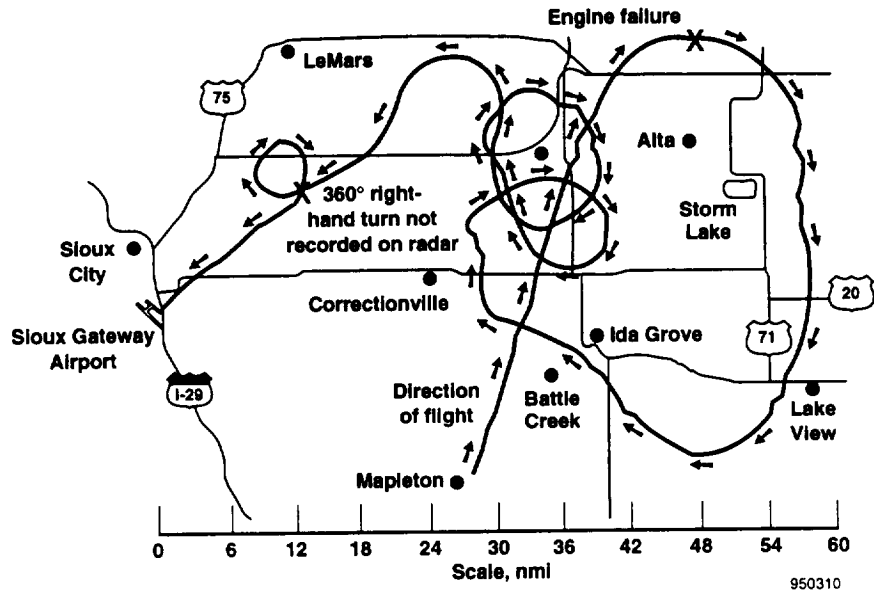 Engine failure
LeMars
75
Alta
360° right-
hand turn not
recorded on radar
Storm
Lake
Sioux
City
Correctionville
20
Sioux Gateway
Airport
Ida Grove
71
I-29
Direction
of flight
Battle
Creek
Lake
View
Mapleton
0 6 12 18 24 30 36 42 48 54 60
Scale, nmi
950310